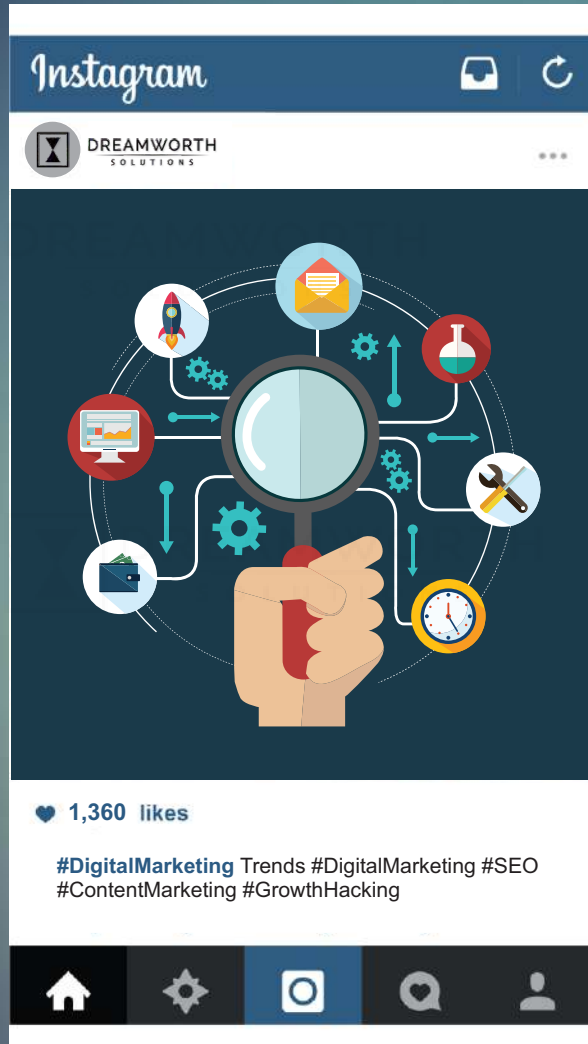 Instagram
DREAMWORTH
SOLUTIONS
1,360 likes
#DigitalMarketing Trends #DigitalMarketing #SEO
#ContentMarketing #GrowthHacking